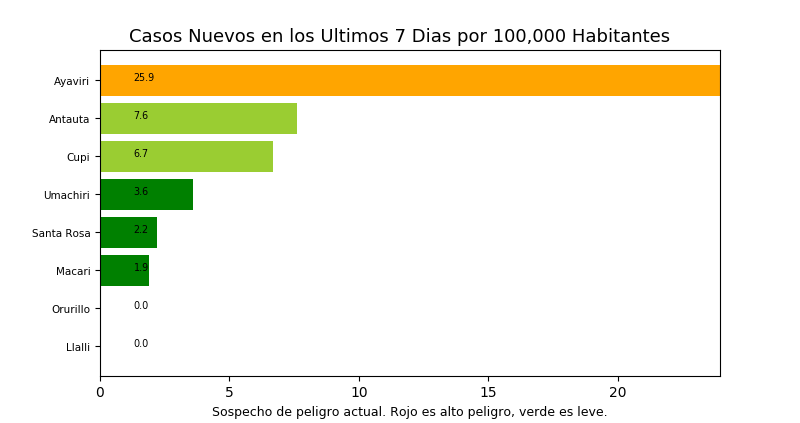 Casos Nuevos en los Ultimos 7 Dias por 100,000 Habitantes
Ayaviri 25.9
Antauta 7.6
Cupi 6.7
Umachiri 3.6
Santa Rosa 2.2
Macari 1.9
Orurillo 0.0
Llalli 0.0
0 5 10 15 20
Sospecho de peligro actual. Rojo es alto peligro, verde es leve.